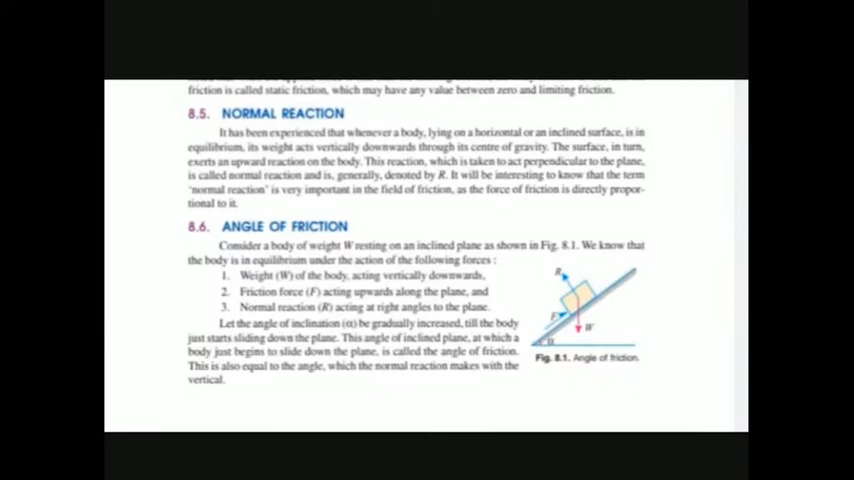 friction is called static friction, which may have any value between zero and limiting friction.
8.5. NORMAL REACTION
It has been experienced that whenever a body, lying on a horizontal or an inclined surface, is in
equilibrium, its weight acts vertically downwards through its centre of gravity. The surface, in turn,
exerts an upward reaction on the body. This reaction, which is taken to act perpendicular to the plane,
is called normal reaction and is, generally, denoted by R. It will be interesting to know that the term
‘normal reaction’ is very important in the field of friction, as the force of friction is directly propor-
tional to it.
8.6. ANGLE OF FRICTION
Consider a body of weight W resting on an inclined plane as shown in Fig. 8.1. We know that
the body is in equilibrium under the action of the following forces :
1. Weight (W) of the body, acting vertically downwards,
2. Friction force (F) acting upwards along the plane, and
3. Normal reaction (R) acting at right angles to the plane.
Let the angle of inclination (α) be gradually increased, till the body
just starts sliding down the plane. This angle of inclined plane, at which a
body just begins to slide down the plane, is called the angle of friction.
This is also equal to the angle, which the normal reaction makes with the
vertical.
R
F
W
α
Fig. 8.1. Angle of friction.